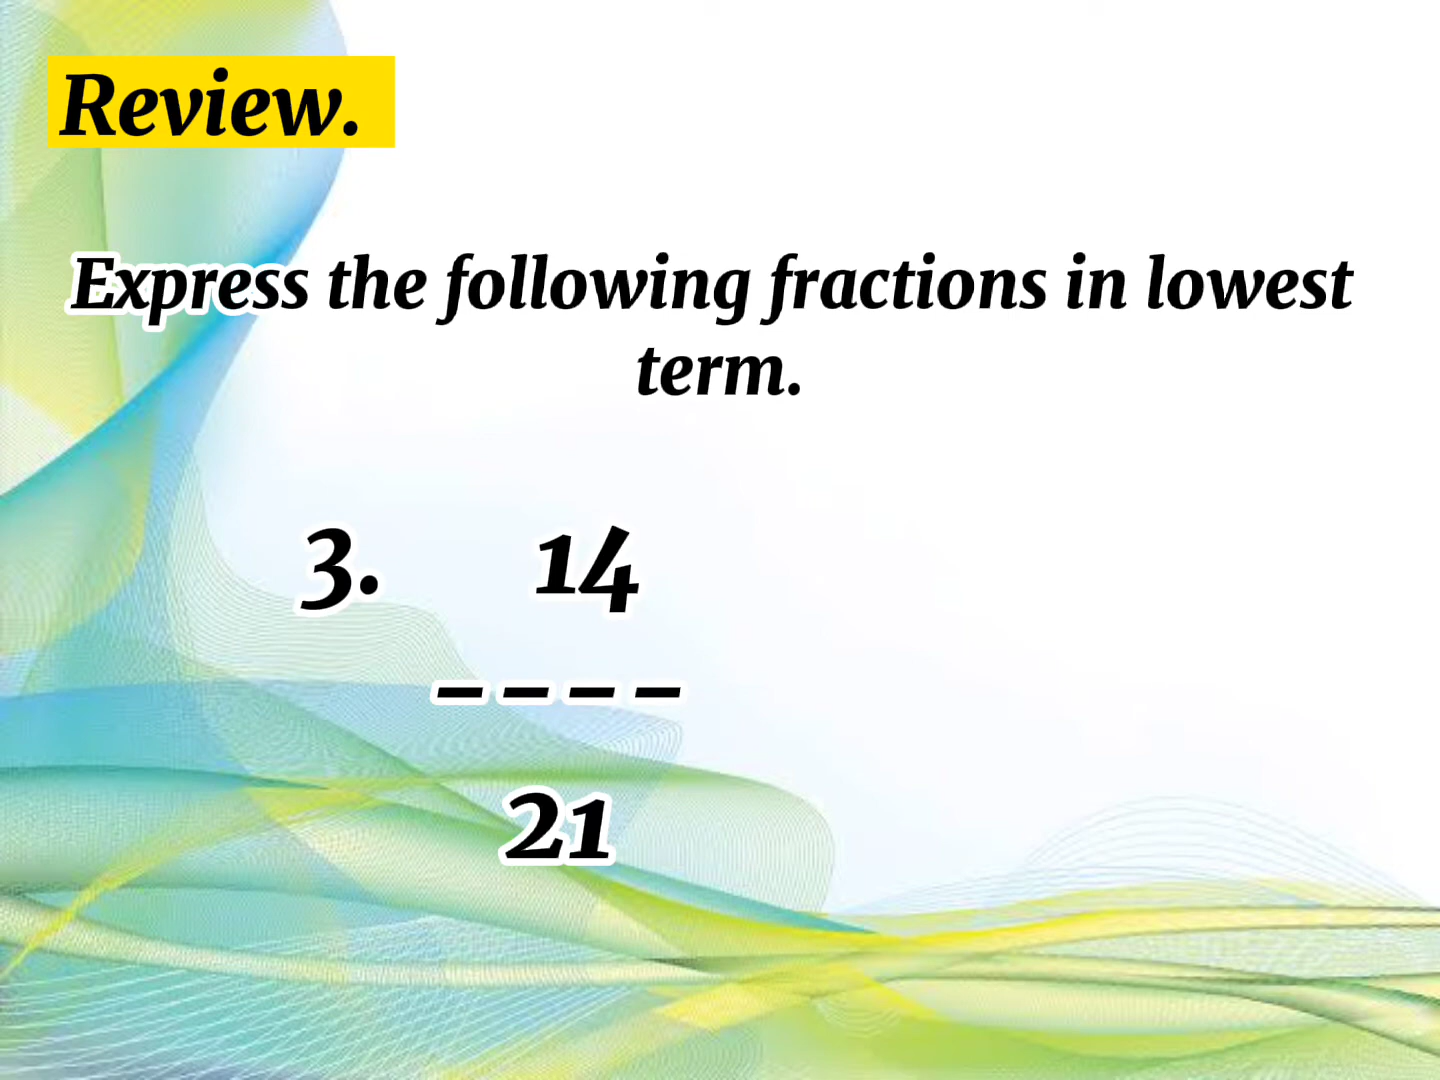 Review.
Express the following fractions in lowest
term.
3. 14
– – – –
21